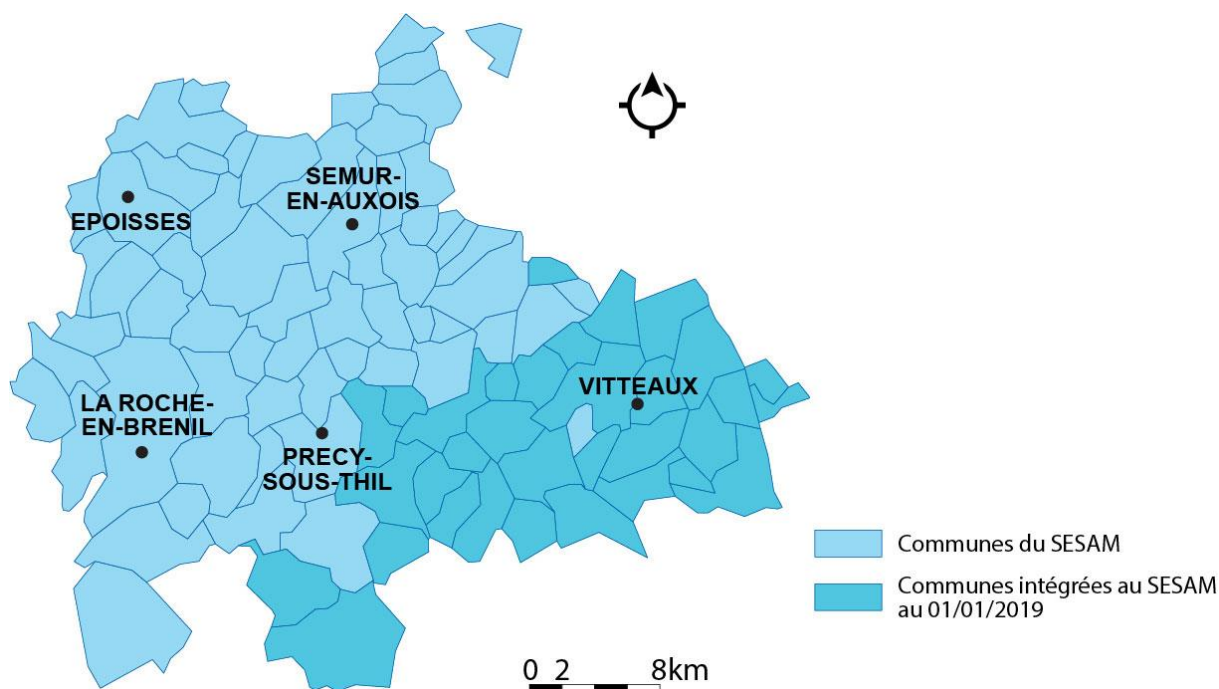 SEMUR-
EN-AUXOIS
EPOISSES
VITTEAUX
LA ROCHE-
EN-BRENIL
PRECY-
SOUS-THIL
Communes du SESAM
Communes intégrées au SESAM
au 01/01/2019
0 2 8km